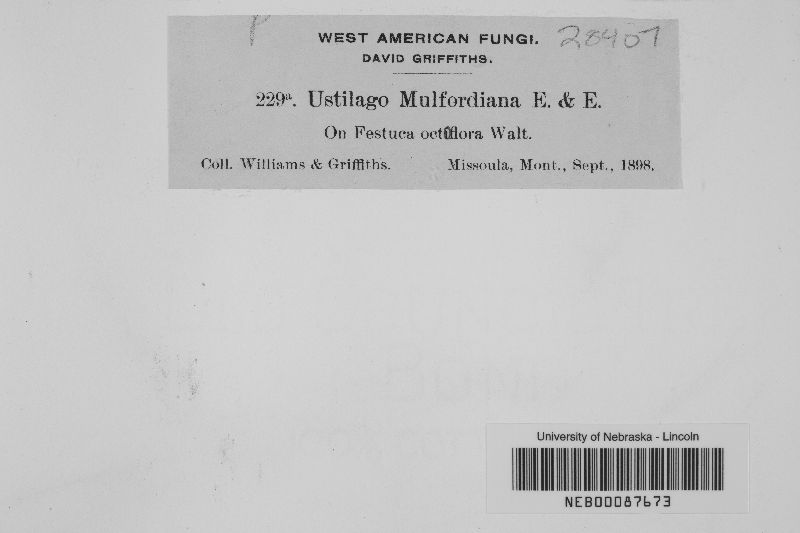 P
WEST AMERICAN FUNGI. 28407
DAVID GRIFFITHS.
229a. Ustilago Mulfordiana E. & E.
On Festuca octiflora Walt.
Coll. Williams & Griffiths. Missoula, Mont., Sept., 1898.
University of Nebraska - Lincoln
NEB00087673